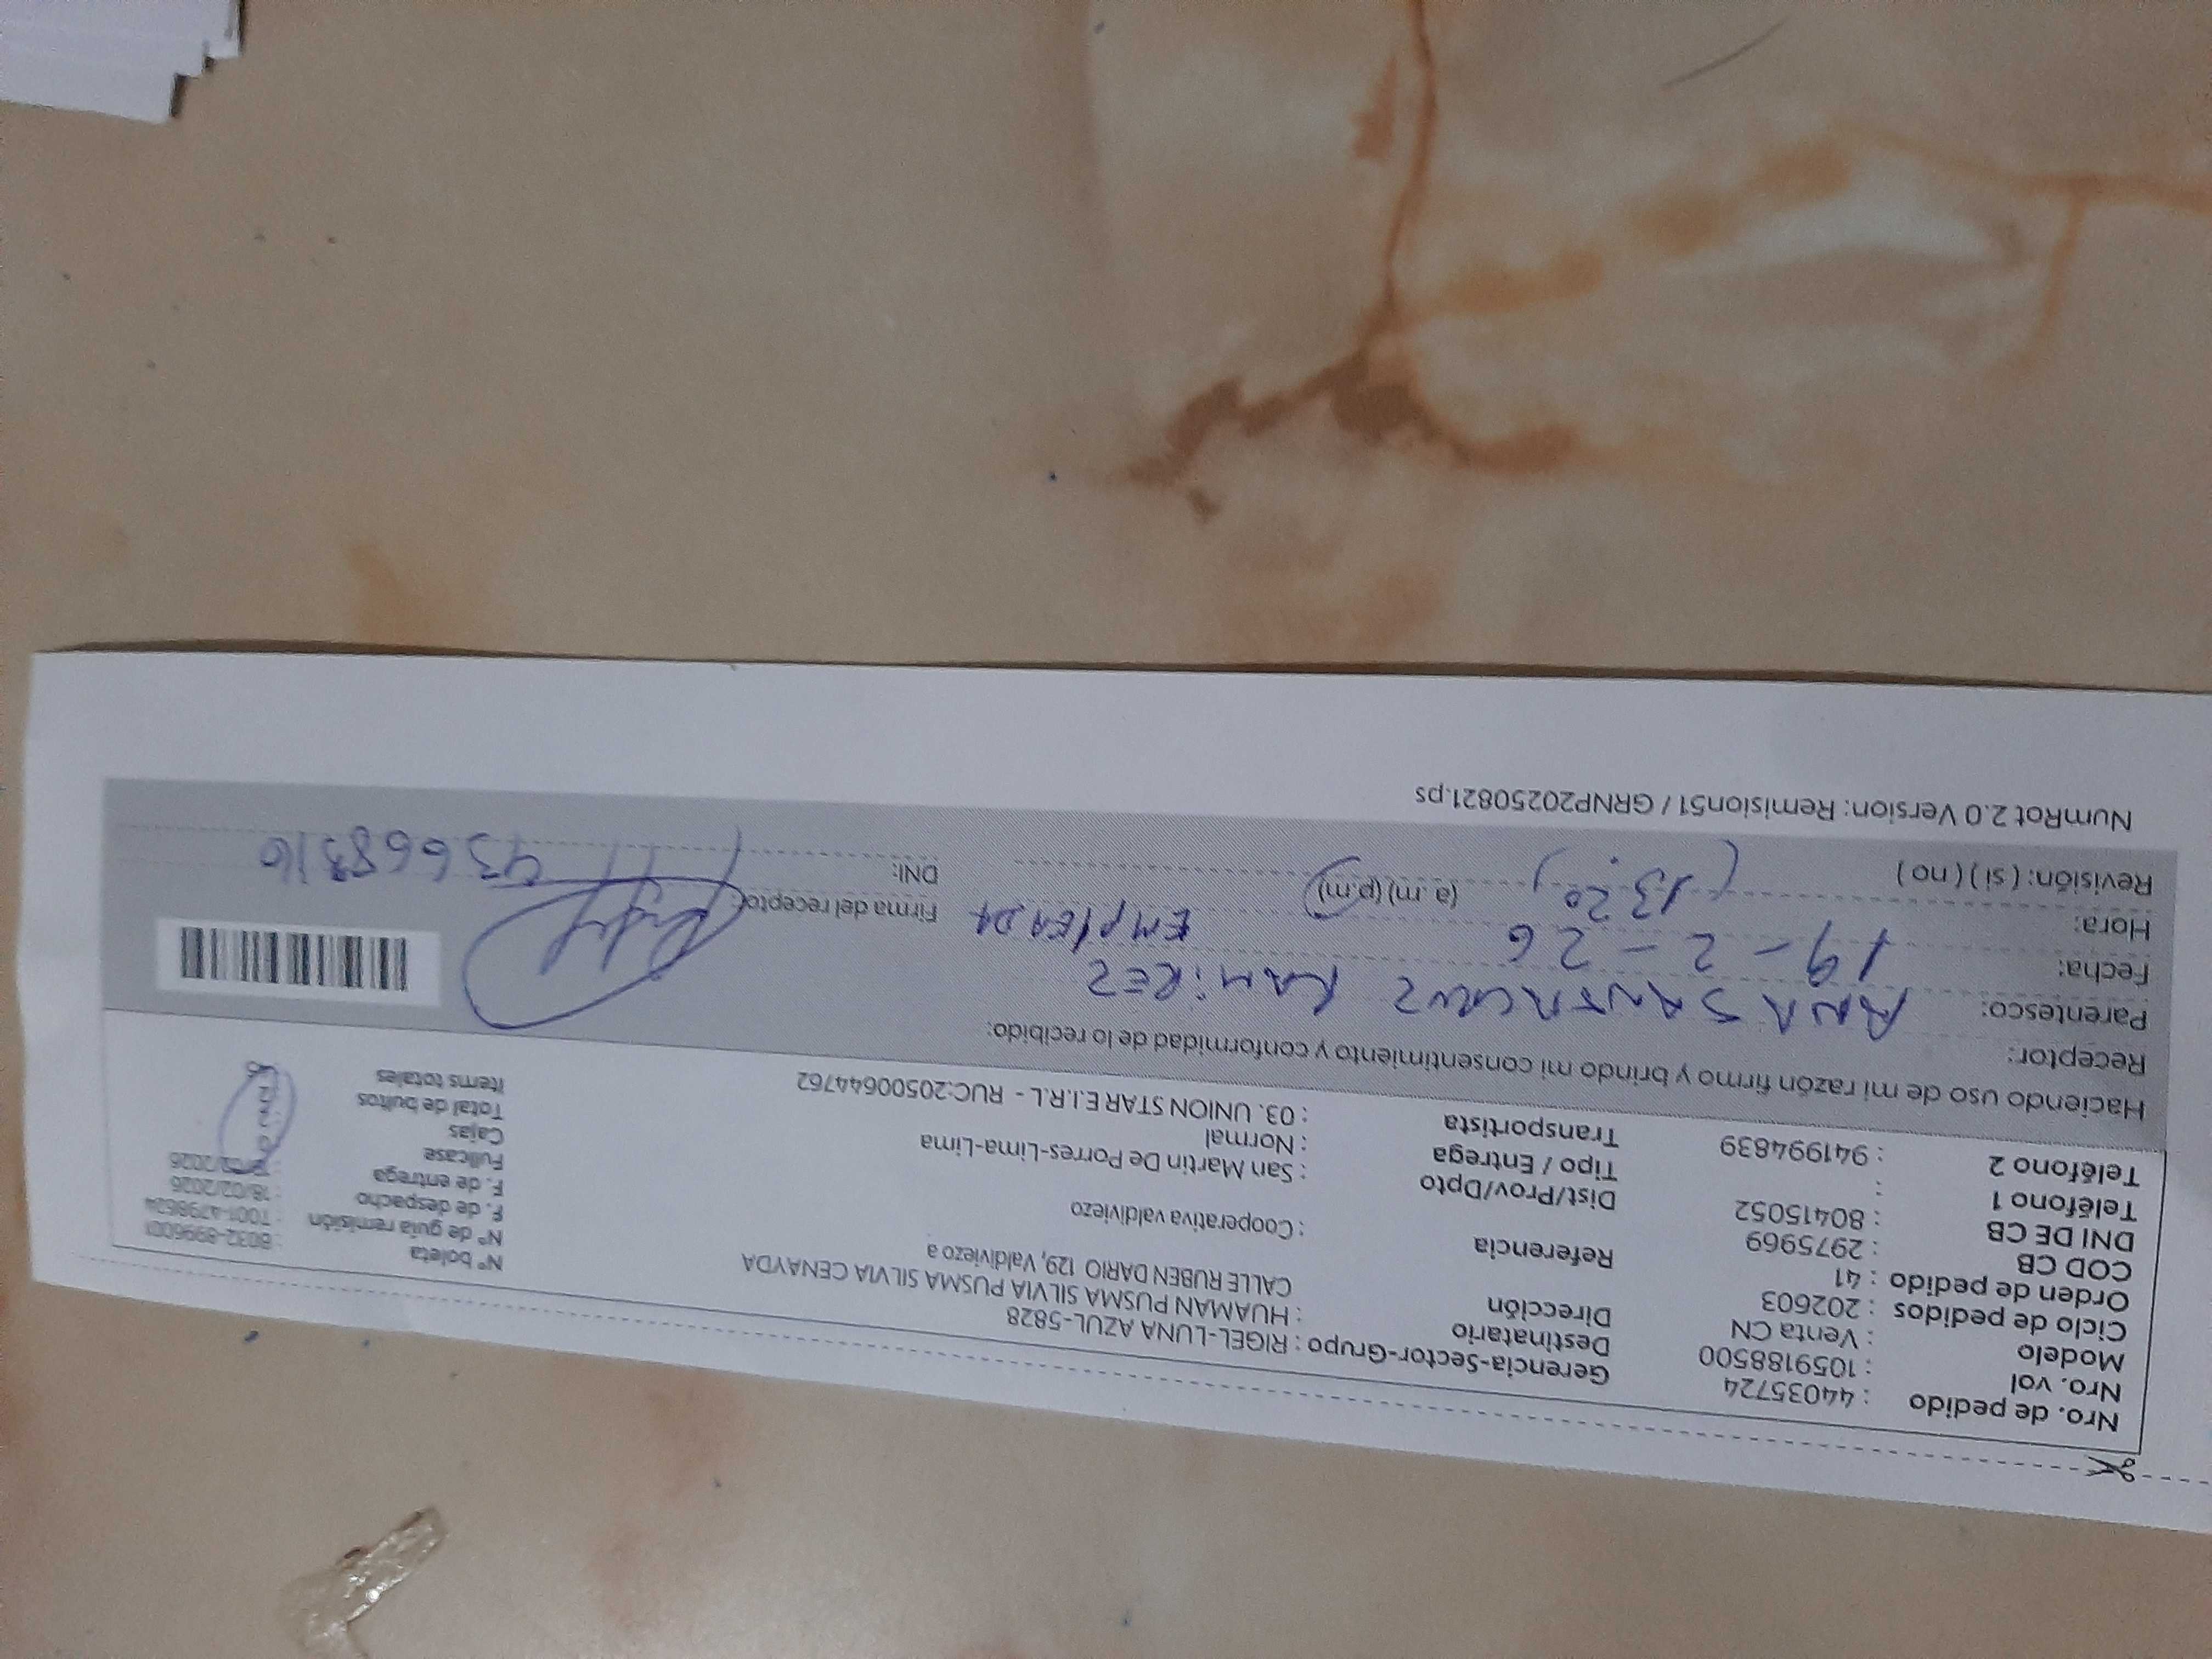 Nro. de pedido : 44035724
Nro. vol : 1059188500
Modelo : Venta CN
Ciclo de pedidos : 202603
Orden de pedido : 41
COD CB : 2975969
DNI DE CB : 80415052
Teléfono 1 :
Teléfono 2 : 941994839
Gerencia-Sector-Grupo : RIGEL-LUNA AZUL-5828
Destinatario : HUAMAN PUSMA SILVIA PUSMA SILVIA CENAYDA
Dirección CALLE RUBEN DARIO 129, Valdiviezo a
Referencia : Cooperativa valdiviezo
Dist/Prov/Dpto : San Martin De Porres-Lima-Lima
Tipo / Entrega : Normal
Transportista : 03. UNION STAR E.I.R.L - RUC:20500644762
N° boleta
N° de guía remisión : T001-4798624
F. de despacho : 18/02/2026
F. de entrega
Fullcase
Cajas
Total de bultos
Items totales
Haciendo uso de mi razón firmo y brindo mi consentimiento y conformidad de lo recibido:
Receptor: ANA SANTACRUZ RAMIREZ
Parentesco: EMPLEADA
Fecha: 19-2-26
Hora: 13.20 (a.m) (p.m)
Revisión: ( si ) ( no )
Firma del receptor:
DNI: 43668316
NumRot 2.0 Version: Remision51 / GRNP20250821.ps